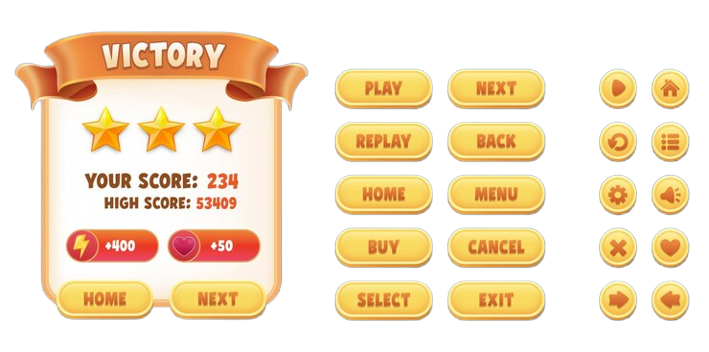 VICTORY
YOUR SCORE: 234
HIGH SCORE: 53409
+400 +50
HOME NEXT
PLAY NEXT
REPLAY BACK
HOME MENU
BUY CANCEL
SELECT EXIT